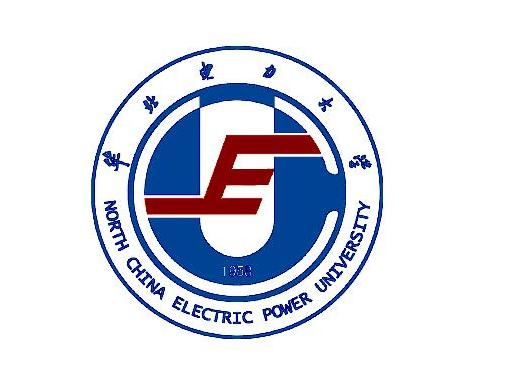 华北电力大学
1958
NORTH CHINA ELECTRIC POWER UNIVERSITY